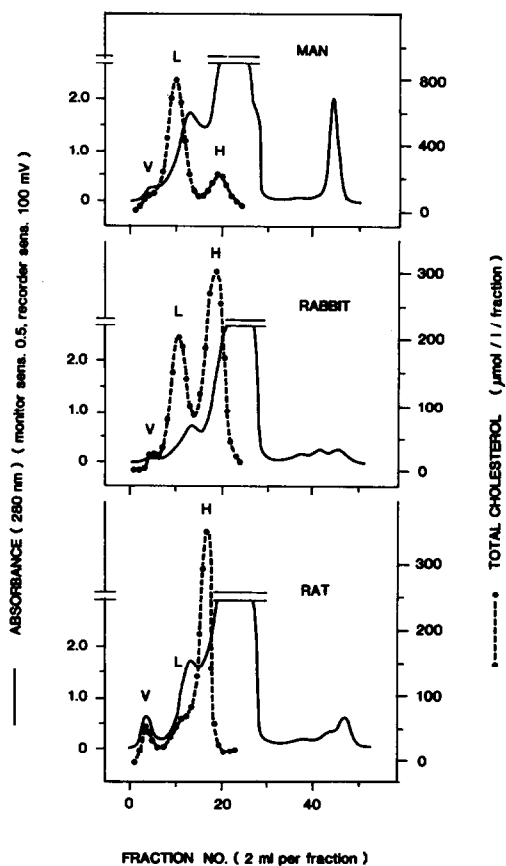 MAN
L
V
H
2.0
1.0
0
800
600
400
200
0
RABBIT
H
L
V
2.0
1.0
0
300
200
100
0
RAT
H
L
V
2.0
1.0
0
300
200
150
100
50
0
0
20
40
FRACTION NO. ( 2 ml per fraction )
ABSORBANCE ( 280 nm ) ( monitor sens. 0.5, recorder sens. 100 mV )
TOTAL CHOLESTEROL ( µmol / l / fraction )